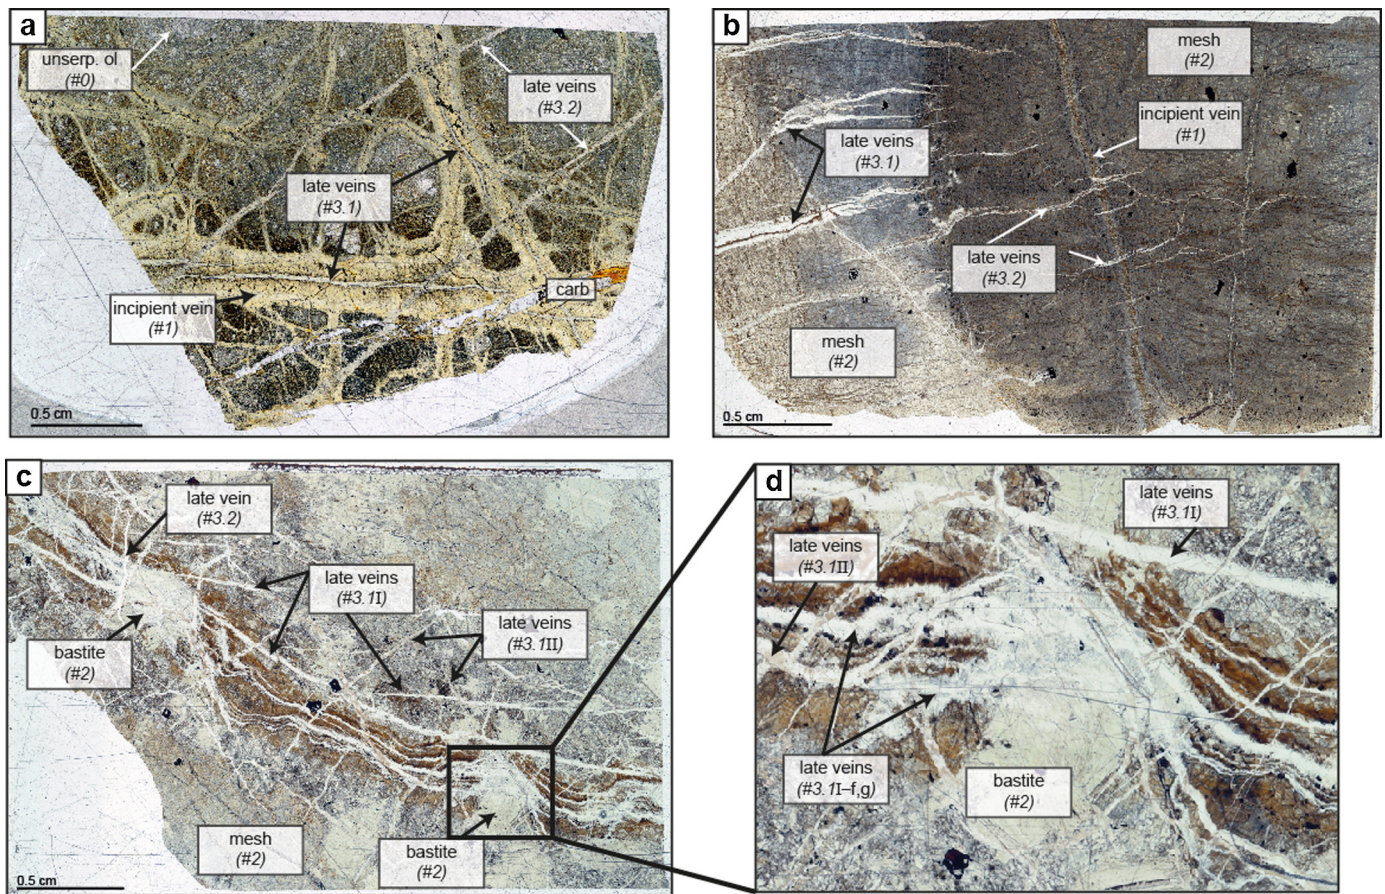 a
unserp. ol
(#0)
late veins
(#3.2)
late veins
(#3.1)
incipient vein
(#1)
carb
0.5 cm
b
mesh
(#2)
incipient vein
(#1)
late veins
(#3.1)
late veins
(#3.2)
mesh
(#2)
0.5 cm
c
late vein
(#3.2)
late veins
(#3.1I)
late veins
(#3.1II)
bastite
(#2)
mesh
(#2)
bastite
(#2)
0.5 cm
d
late veins
(#3.1I)
late veins
(#3.1II)
late veins
(#3.1I–f,g)
bastite
(#2)